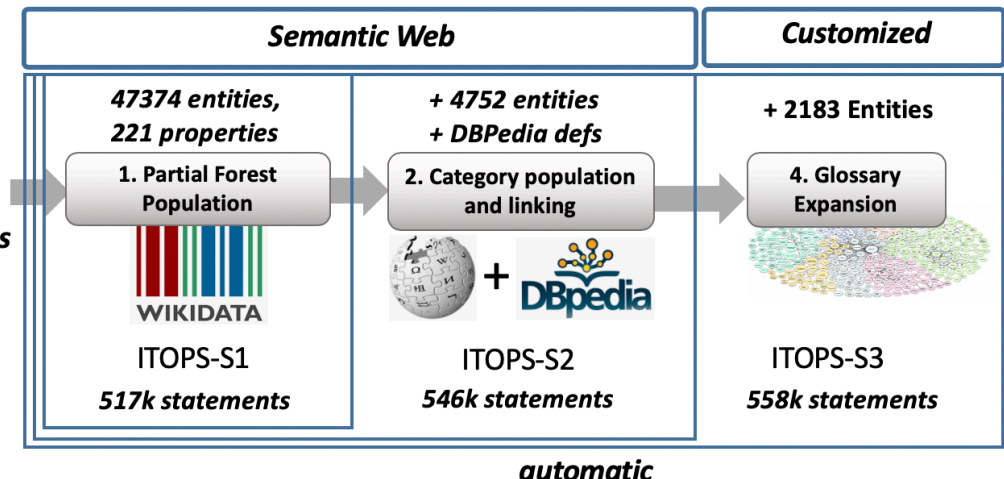 Semantic Web
Customized
47374 entities,
221 properties
+ 4752 entities
+ DBPedia defs
+ 2183 Entities
1. Partial Forest
Population
2. Category population
and linking
4. Glossary
Expansion
s
WIKIDATA
+
DBpedia
ITOPS-S1
ITOPS-S2
ITOPS-S3
517k statements
546k statements
558k statements
automatic